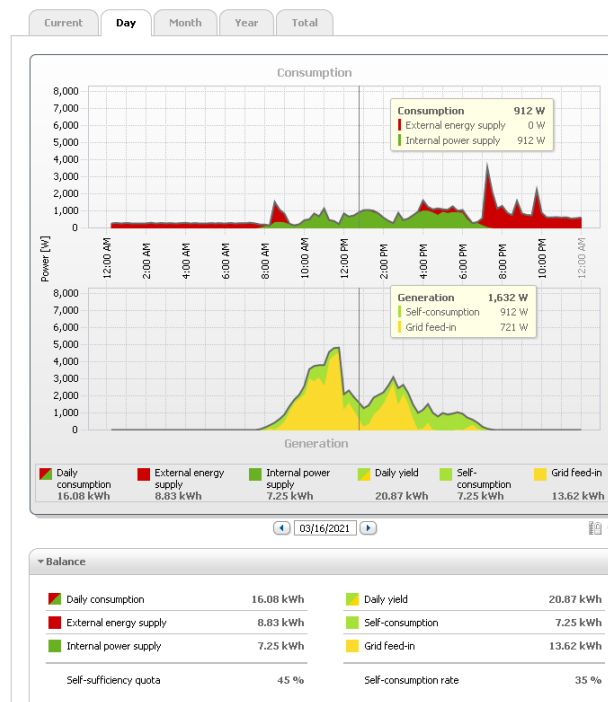 Current Day Month Year Total
Consumption
8,000
7,000
6,000
5,000
4,000
3,000
2,000
1,000
0
Consumption 912 W
External energy supply 0 W
Internal power supply 912 W
Power [W]
12:00 AM 2:00 AM 4:00 AM 6:00 AM 8:00 AM 10:00 AM 12:00 PM 2:00 PM 4:00 PM 6:00 PM 8:00 PM 10:00 PM 12:00 AM
8,000
7,000
6,000
5,000
4,000
3,000
2,000
1,000
0
Generation 1,632 W
Self-consumption 912 W
Grid feed-in 721 W
Generation
Daily consumption 16.08 kWh
External energy supply 8.83 kWh
Internal power supply 7.25 kWh
Daily yield 20.87 kWh
Self-consumption 7.25 kWh
Grid feed-in 13.62 kWh
03/16/2021
Balance
Daily consumption 16.08 kWh
External energy supply 8.83 kWh
Internal power supply 7.25 kWh
Self-sufficiency quota 45 %
Daily yield 20.87 kWh
Self-consumption 7.25 kWh
Grid feed-in 13.62 kWh
Self-consumption rate 35 %